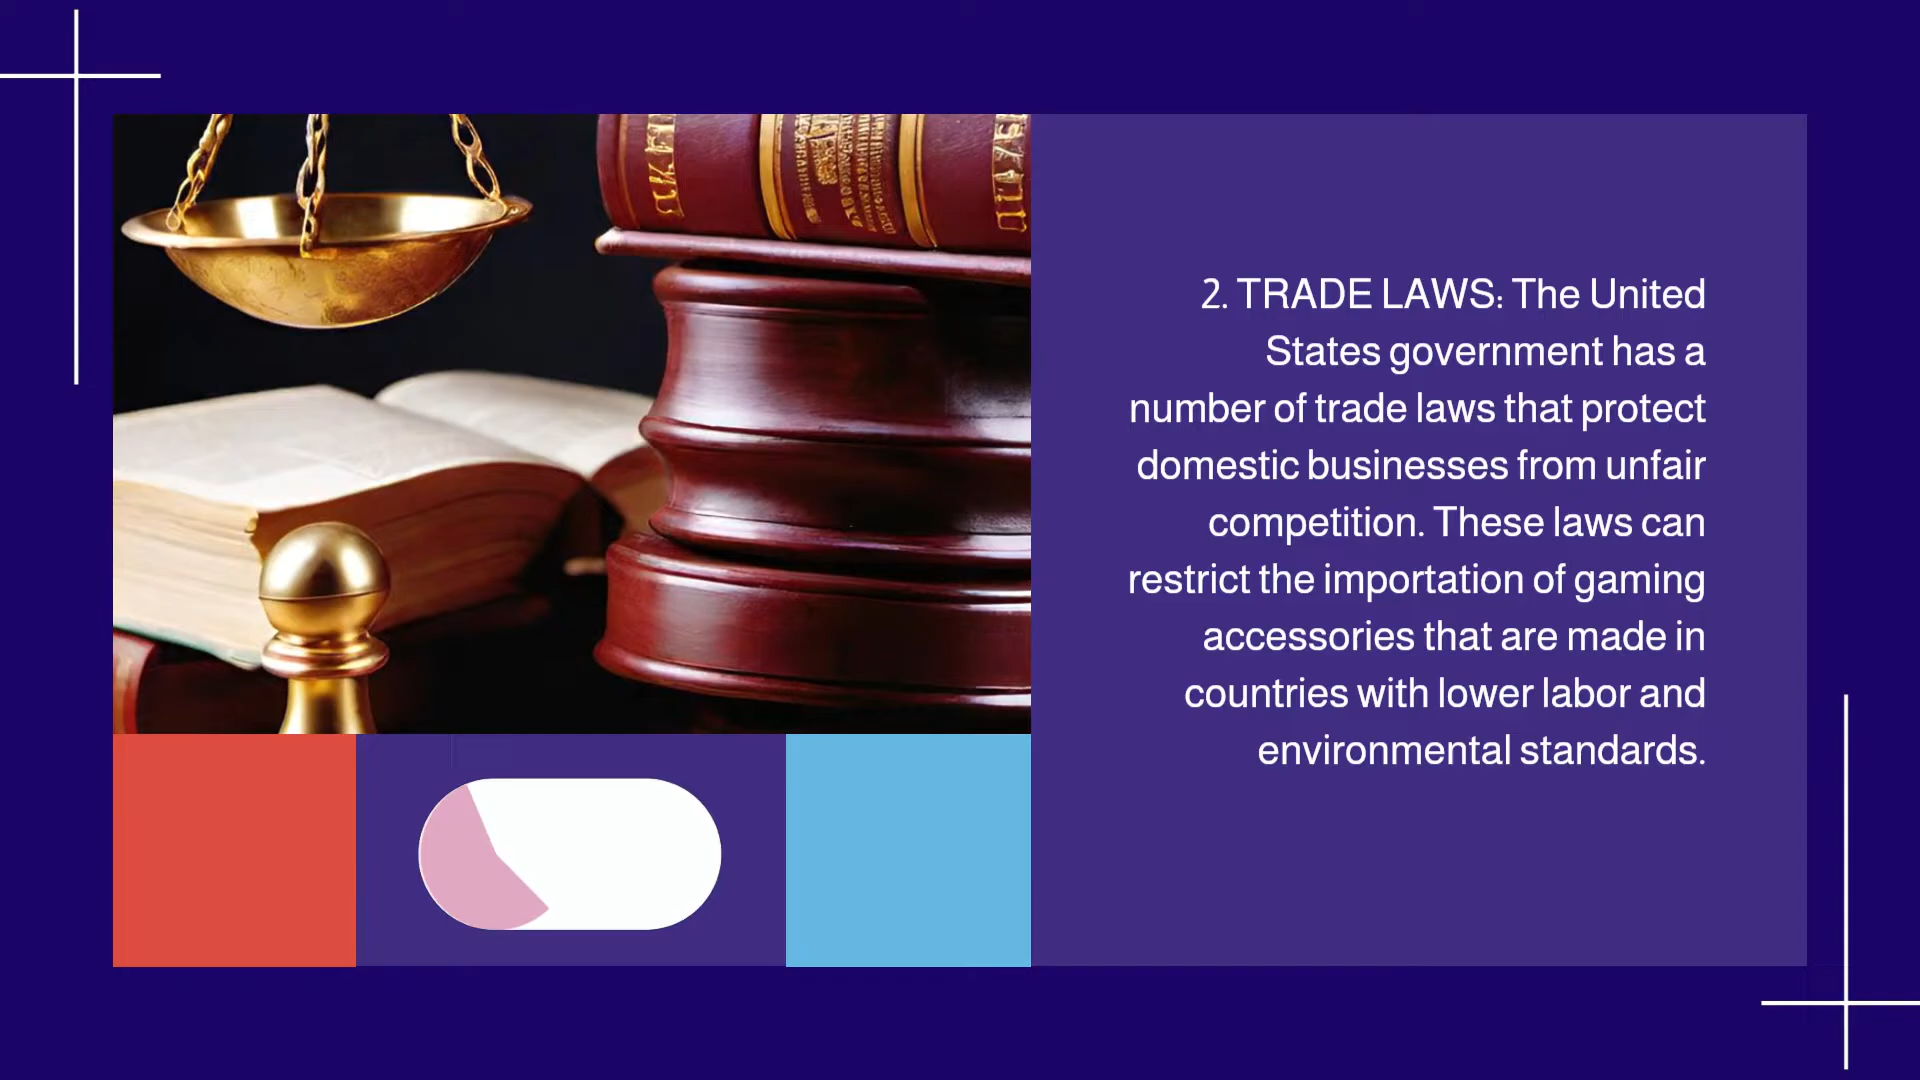 2. TRADE LAWS: The United
States government has a
number of trade laws that protect
domestic businesses from unfair
competition. These laws can
restrict the importation of gaming
accessories that are made in
countries with lower labor and
environmental standards.